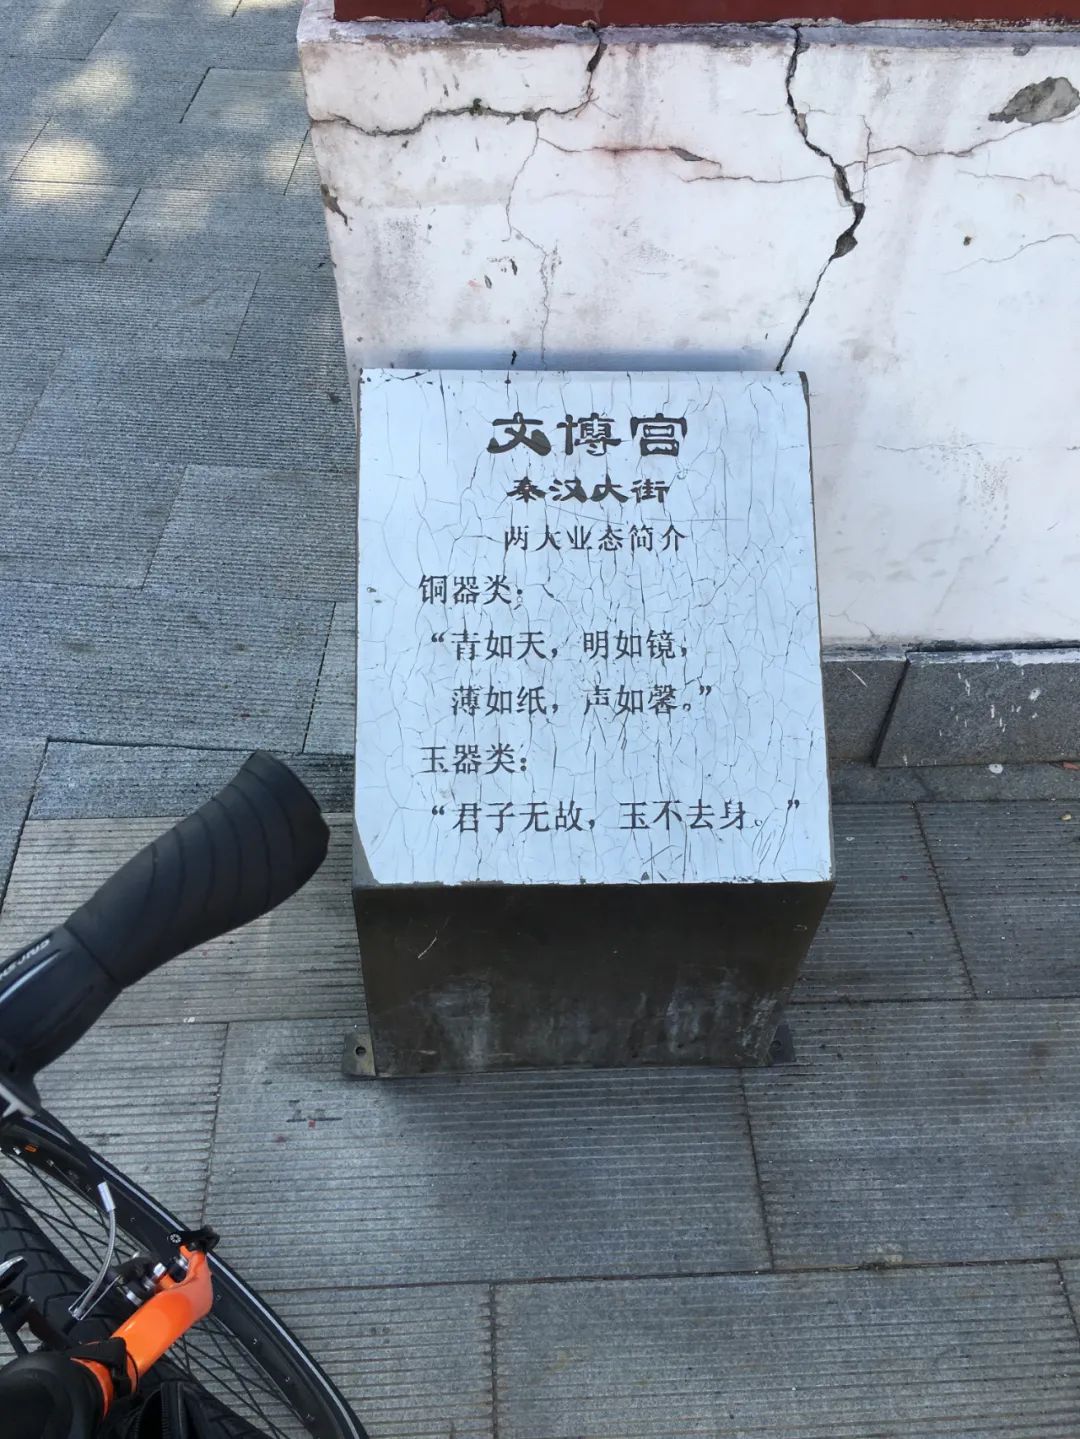 文博宫
秦汉大街
两大业态简介
铜器类：
“青如天，明如镜，
薄如纸，声如馨。”
玉器类：
“君子无故，玉不去身。”